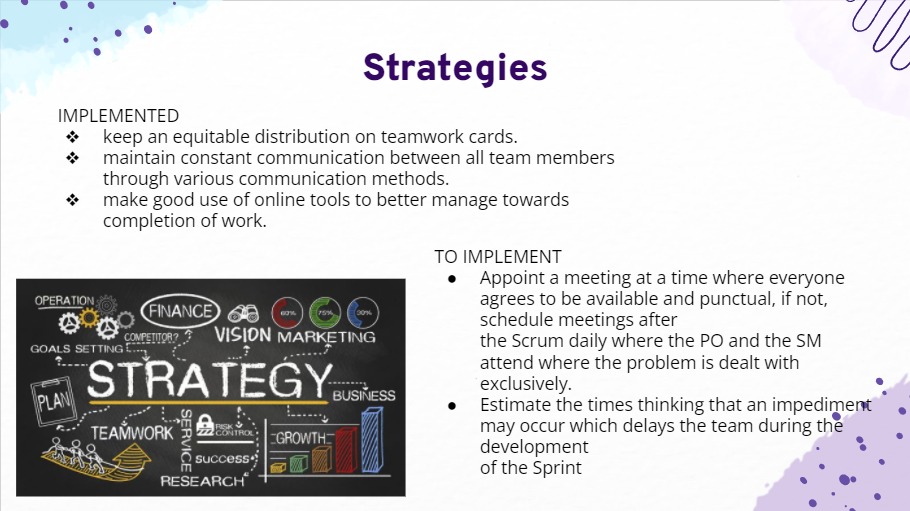 Strategies
IMPLEMENTED
❖ keep an equitable distribution on teamwork cards.
❖ maintain constant communication between all team members
through various communication methods.
❖ make good use of online tools to better manage towards
completion of work.
TO IMPLEMENT
● Appoint a meeting at a time where everyone
agrees to be available and punctual, if not,
schedule meetings after
the Scrum daily where the PO and the SM
attend where the problem is dealt with
exclusively.
● Estimate the times thinking that an impediment
may occur which delays the team during the
development
of the Sprint
OPERATION
FINANCE
COMPETITOR?
VISION
MARKETING
GOALS SETTING
STRATEGY
PLAN
BUSINESS
TEAMWORK
SERVICE
RISK
CONTROL
GROWTH
success
RESEARCH